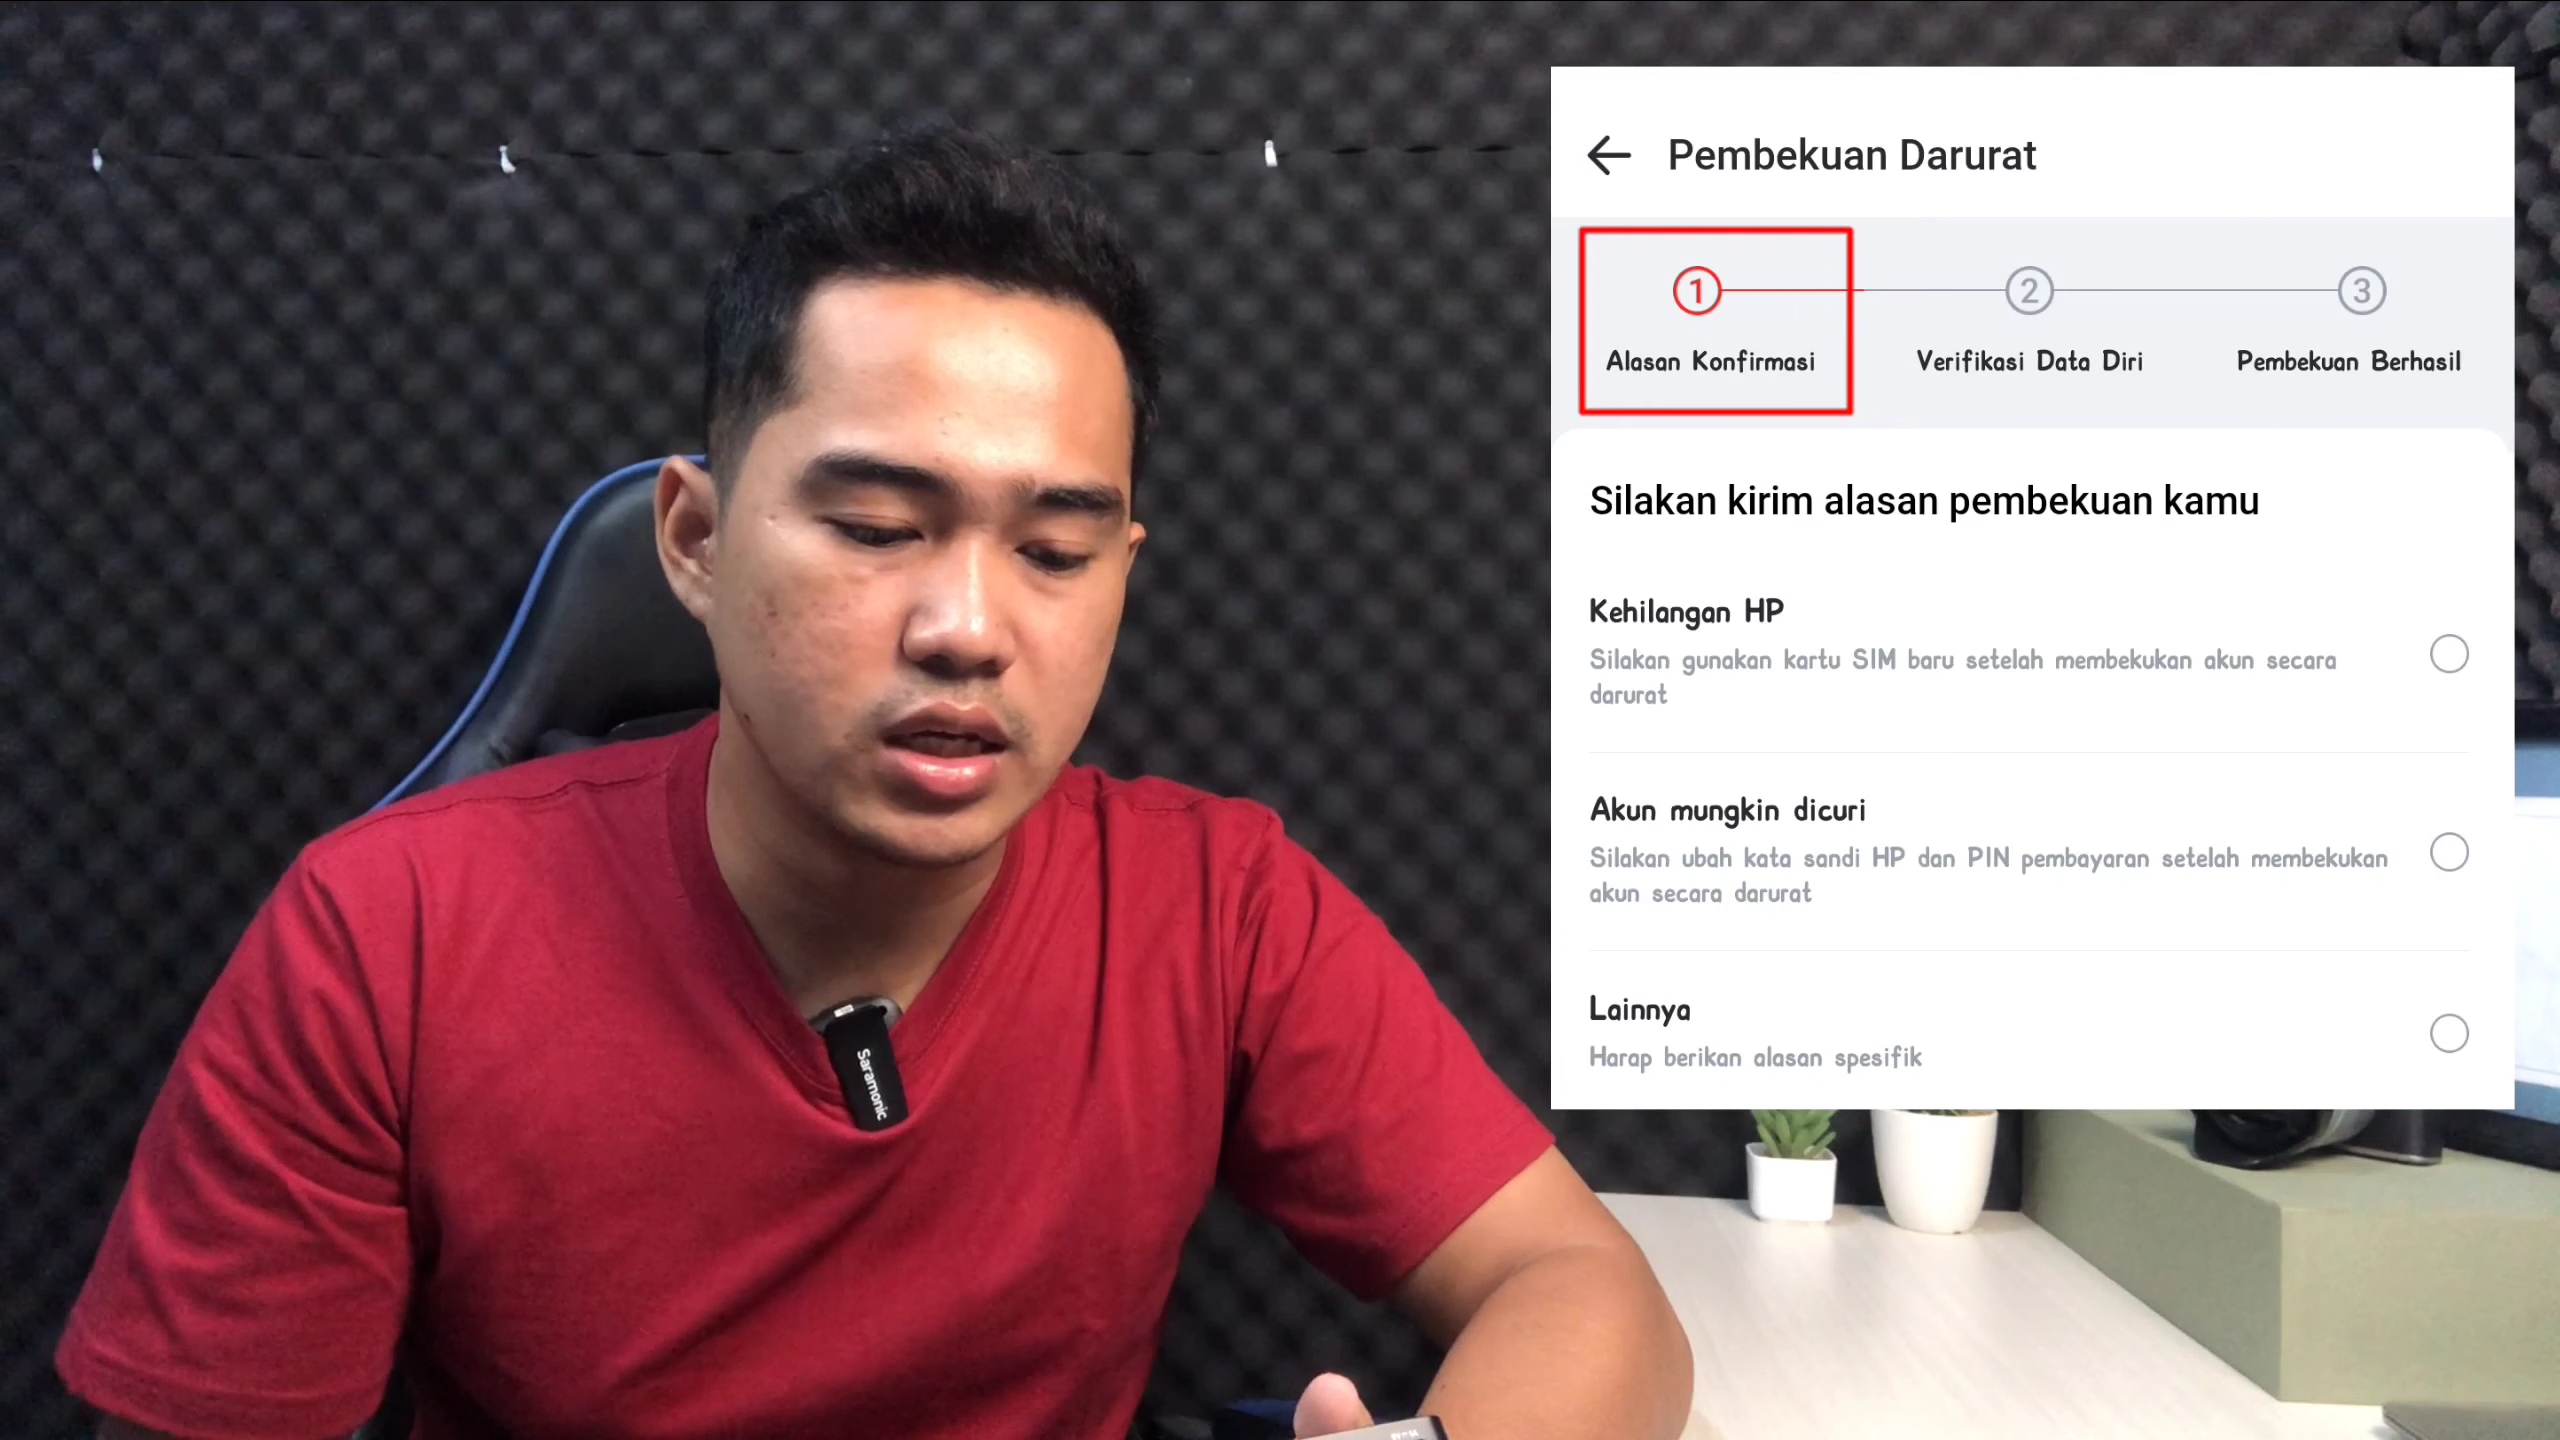 Pembekuan Darurat
1
2
3
Alasan Konfirmasi
Verifikasi Data Diri
Pembekuan Berhasil
Silakan kirim alasan pembekuan kamu
Kehilangan HP
Silakan gunakan kartu SIM baru setelah membekukan akun secara
darurat
Akun mungkin dicuri
Silakan ubah kata sandi HP dan PIN pembayaran setelah membekukan
akun secara darurat
Lainnya
Harap berikan alasan spesifik
Saramonic